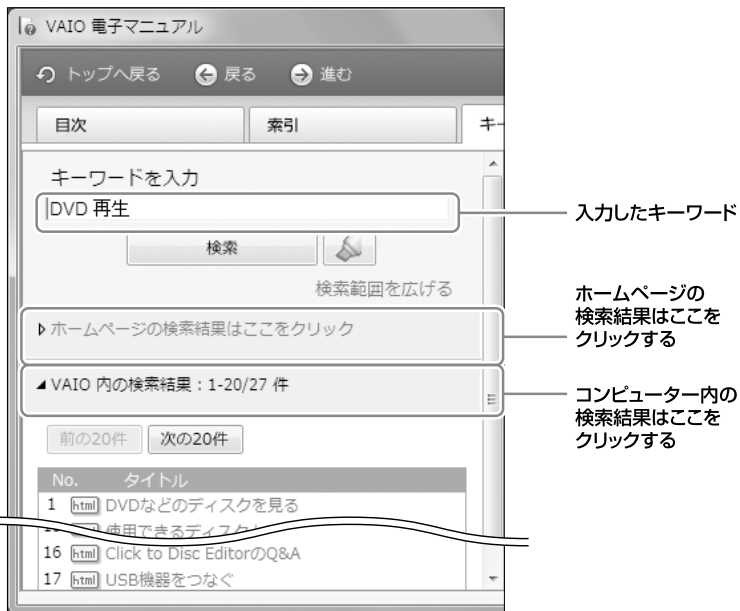 VAIO 電子マニュアル
トップへ戻る 戻る 進む
目次 索引 キー
キーワードを入力
DVD 再生
検索
検索範囲を広げる
ホームページの検索結果はここをクリック
VAIO 内の検索結果:1-20/27 件
前の20件 次の20件
No. タイトル
1 html DVDなどのディスクを見る
使用できるディスク
16 html Click to Disc EditorのQ&A
17 html USB機器をつなぐ
入力したキーワード
ホームページの
検索結果はここを
クリックする
コンピューター内の
検索結果はここを
クリックする